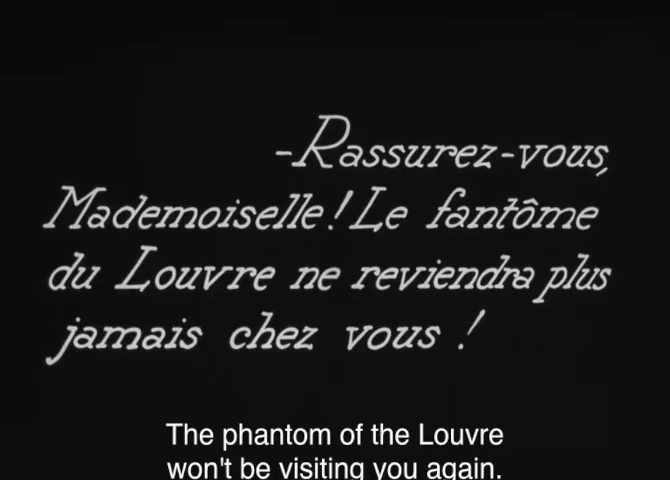 -Rassurez-vous,
Mademoiselle! Le fantôme
du Louvre ne reviendra plus
jamais chez vous !
The phantom of the Louvre
won't be visiting you again.